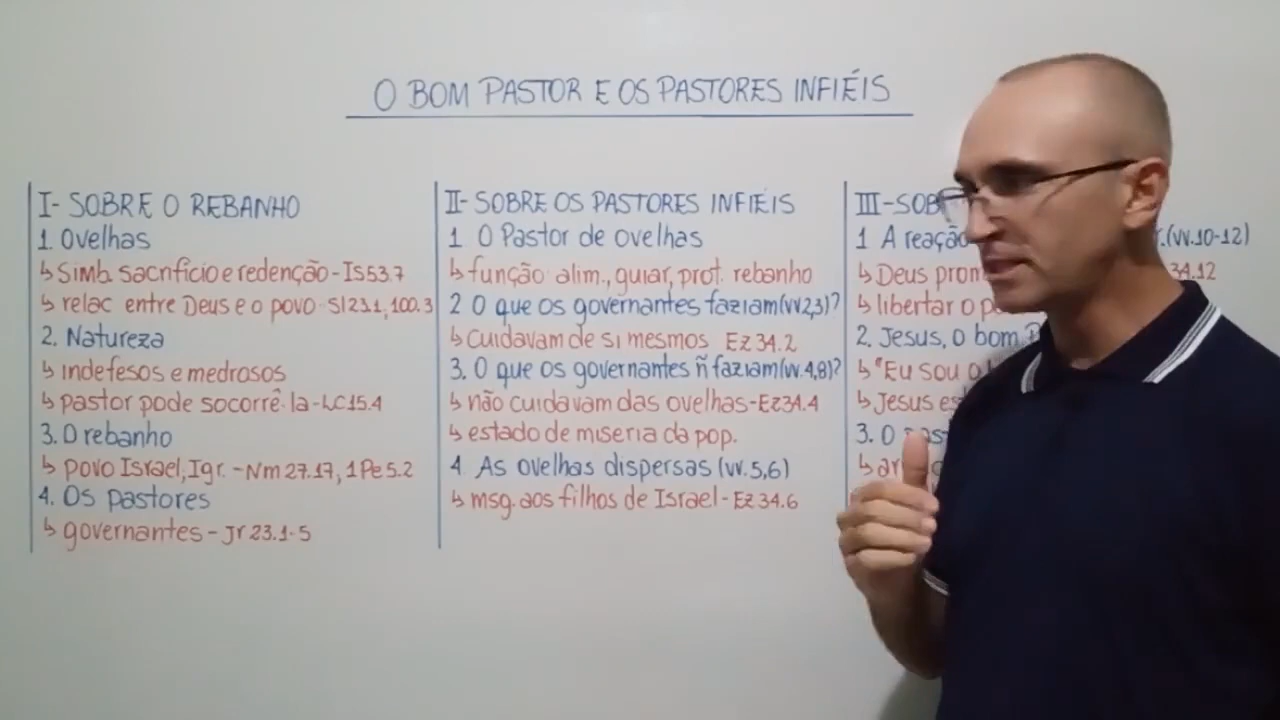 O BOM PASTOR E OS PASTORES INFIÉIS
I- SOBRE O REBANHO
1. Ovelhas
↳ Simb. sacrifício e redenção - Is 53.7
↳ relac entre Deus e o povo - Sl 23.1, 100.3
2. Natureza
↳ indefesos e medrosos
↳ pastor pode socorrê-la - LC 15.4
3. O rebanho
↳ povo Israel, Igr. - Nm 27.17, 1Pe 5.2
4. Os pastores
↳ governantes - Jr 23.1-5
II- SOBRE OS PASTORES INFIÉIS
1 O Pastor de ovelhas
↳ função: alim., guiar, prot. rebanho
2 O que os governantes faziam (vv 2,3)?
↳ Cuidavam de si mesmos Ez 34.2
3. O que os governantes ñ faziam (vv. 4,8)?
↳ não cuidavam das ovelhas - Ez 34.4
↳ estado de miseria da pop.
4. As ovelhas dispersas (vv. 5,6)
↳ msg. aos filhos de Israel - Ez 34.6
III- SOB
1 A reação (vv. 10-12)
↳ Deus prom 34.12
↳ libertar o p
2. Jesus, o bom
↳ "Eu sou o
↳ Jesus es
3. O pas